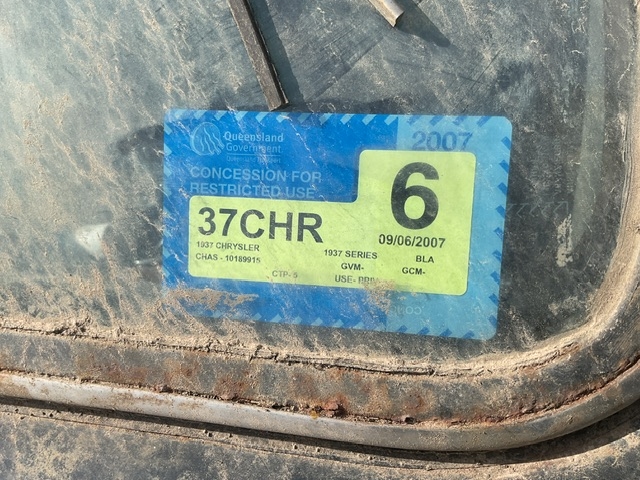 Queensland
Government
2007
CONCESSION FOR
RESTRICTED USE
6
37CHR
09/06/2007
1937 CHRYSLER
1937 SERIES
BLA
CHAS - 10189915
GVM-
GCM-
CTP- 5
USE-